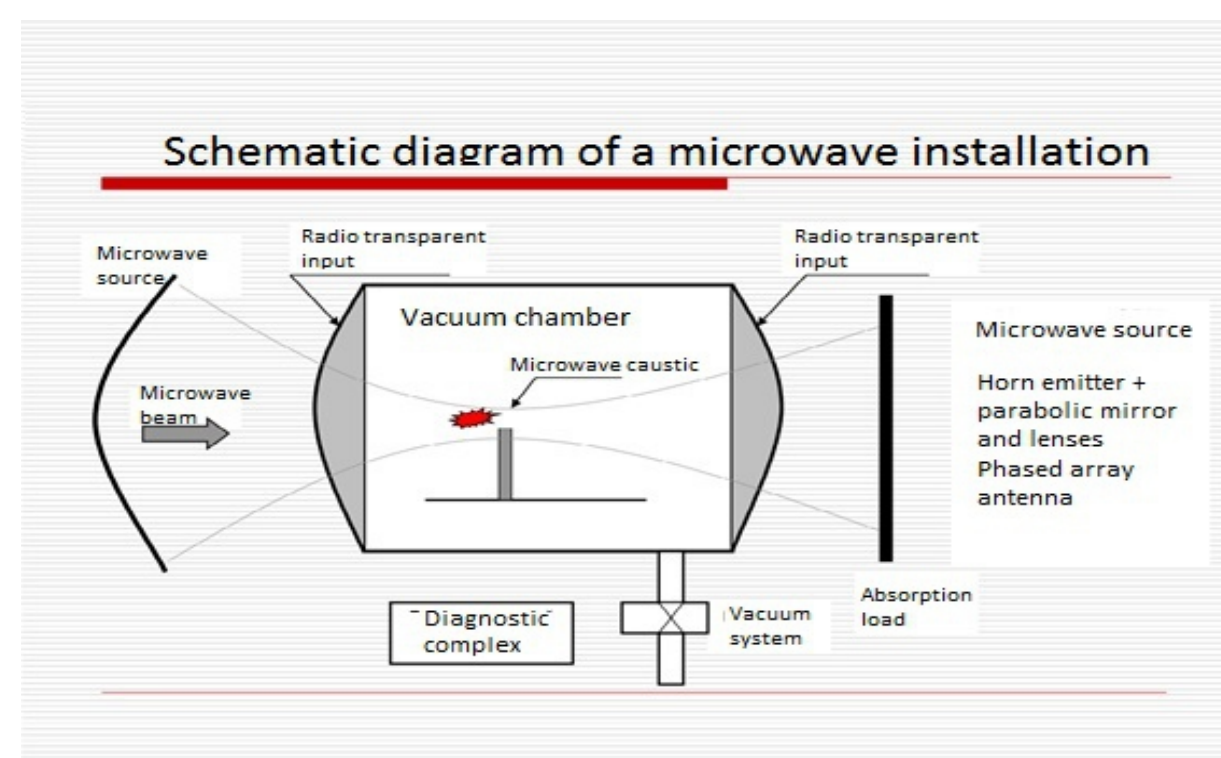 Schematic diagram of a microwave installation
Microwave
source
Radio transparent
input
Radio transparent
input
Vacuum chamber
Microwave caustic
Microwave
beam
Microwave source
Horn emitter +
parabolic mirror
and lenses
Phased array
antenna
Absorption
load
Diagnostic
complex
Vacuum
system